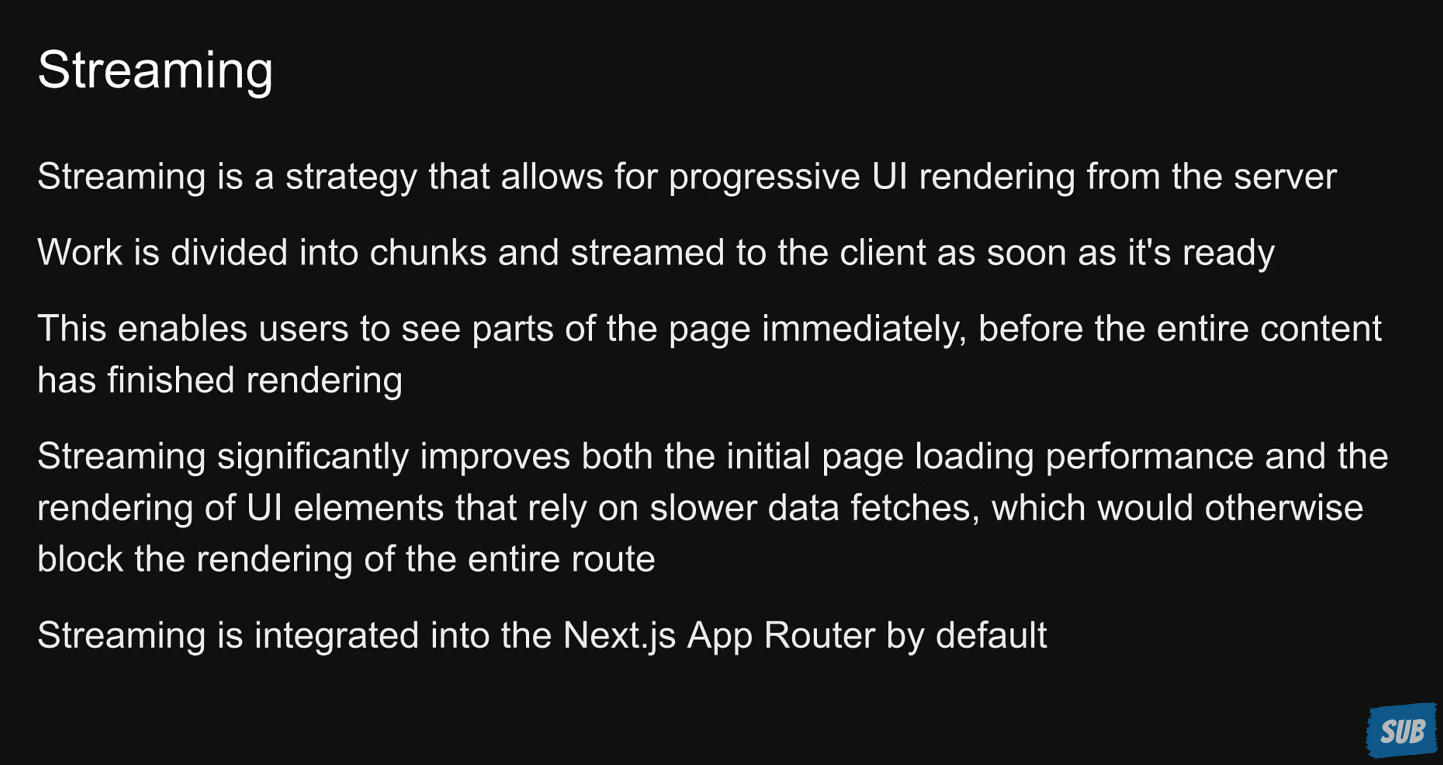 Streaming
Streaming is a strategy that allows for progressive UI rendering from the server
Work is divided into chunks and streamed to the client as soon as it's ready
This enables users to see parts of the page immediately, before the entire content
has finished rendering
Streaming significantly improves both the initial page loading performance and the
rendering of UI elements that rely on slower data fetches, which would otherwise
block the rendering of the entire route
Streaming is integrated into the Next.js App Router by default
SUB